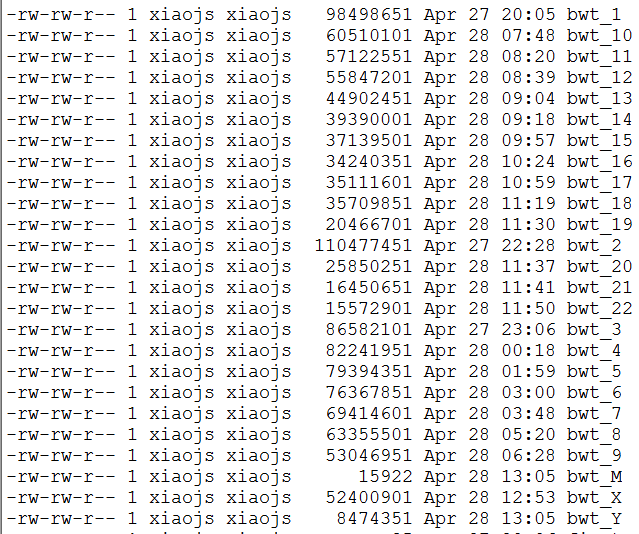 -rw-rw-r-- 1 xiaojs xiaojs 98498651 Apr 27 20:05 bwt_1
-rw-rw-r-- 1 xiaojs xiaojs 60510101 Apr 28 07:48 bwt_10
-rw-rw-r-- 1 xiaojs xiaojs 57122551 Apr 28 08:20 bwt_11
-rw-rw-r-- 1 xiaojs xiaojs 55847201 Apr 28 08:39 bwt_12
-rw-rw-r-- 1 xiaojs xiaojs 44902451 Apr 28 09:04 bwt_13
-rw-rw-r-- 1 xiaojs xiaojs 39390001 Apr 28 09:18 bwt_14
-rw-rw-r-- 1 xiaojs xiaojs 37139501 Apr 28 09:57 bwt_15
-rw-rw-r-- 1 xiaojs xiaojs 34240351 Apr 28 10:24 bwt_16
-rw-rw-r-- 1 xiaojs xiaojs 35111601 Apr 28 10:59 bwt_17
-rw-rw-r-- 1 xiaojs xiaojs 35709851 Apr 28 11:19 bwt_18
-rw-rw-r-- 1 xiaojs xiaojs 20466701 Apr 28 11:30 bwt_19
-rw-rw-r-- 1 xiaojs xiaojs 110477451 Apr 27 22:28 bwt_2
-rw-rw-r-- 1 xiaojs xiaojs 25850251 Apr 28 11:37 bwt_20
-rw-rw-r-- 1 xiaojs xiaojs 16450651 Apr 28 11:41 bwt_21
-rw-rw-r-- 1 xiaojs xiaojs 15572901 Apr 28 11:50 bwt_22
-rw-rw-r-- 1 xiaojs xiaojs 86582101 Apr 27 23:06 bwt_3
-rw-rw-r-- 1 xiaojs xiaojs 82241951 Apr 28 00:18 bwt_4
-rw-rw-r-- 1 xiaojs xiaojs 79394351 Apr 28 01:59 bwt_5
-rw-rw-r-- 1 xiaojs xiaojs 76367851 Apr 28 03:00 bwt_6
-rw-rw-r-- 1 xiaojs xiaojs 69414601 Apr 28 03:48 bwt_7
-rw-rw-r-- 1 xiaojs xiaojs 63355501 Apr 28 05:20 bwt_8
-rw-rw-r-- 1 xiaojs xiaojs 53046951 Apr 28 06:28 bwt_9
-rw-rw-r-- 1 xiaojs xiaojs 15922 Apr 28 13:05 bwt_M
-rw-rw-r-- 1 xiaojs xiaojs 52400901 Apr 28 12:53 bwt_X
-rw-rw-r-- 1 xiaojs xiaojs 8474351 Apr 28 13:05 bwt_Y